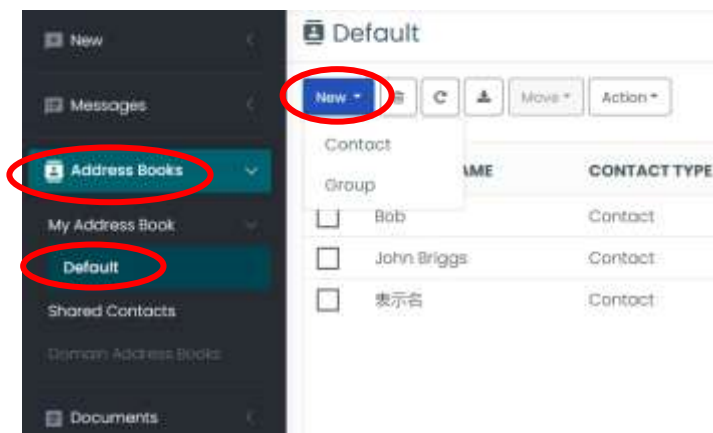 New
Messages
Address Books
My Address Book
Default
Shared Contacts
Domain Address Books
Documents
Default
New
Move
Action
Contact
Group
AME
CONTACT TYPE
Bob
Contact
John Briggs
Contact
表示名
Contact